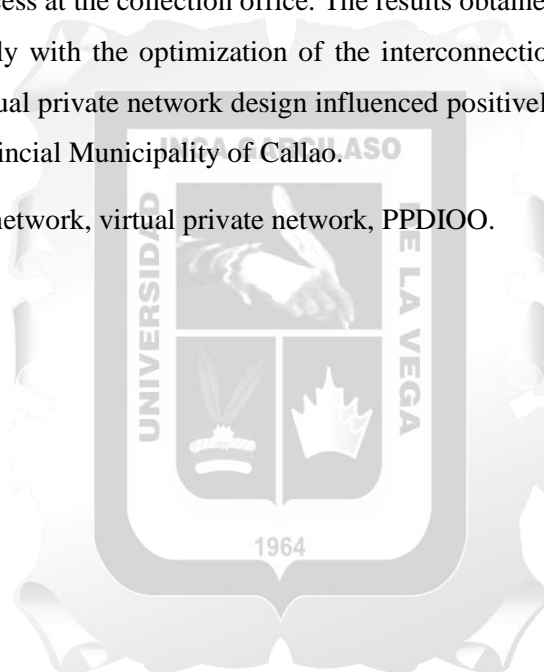 cess at the collection office. The results obtaine
ly with the optimization of the interconnectio
ual private network design influenced positivel
incial Municipality of Callao.
network, virtual private network, PPDIOO.
INCA GARCILASO
UNIVERSIDAD
DE LA VEGA
1964